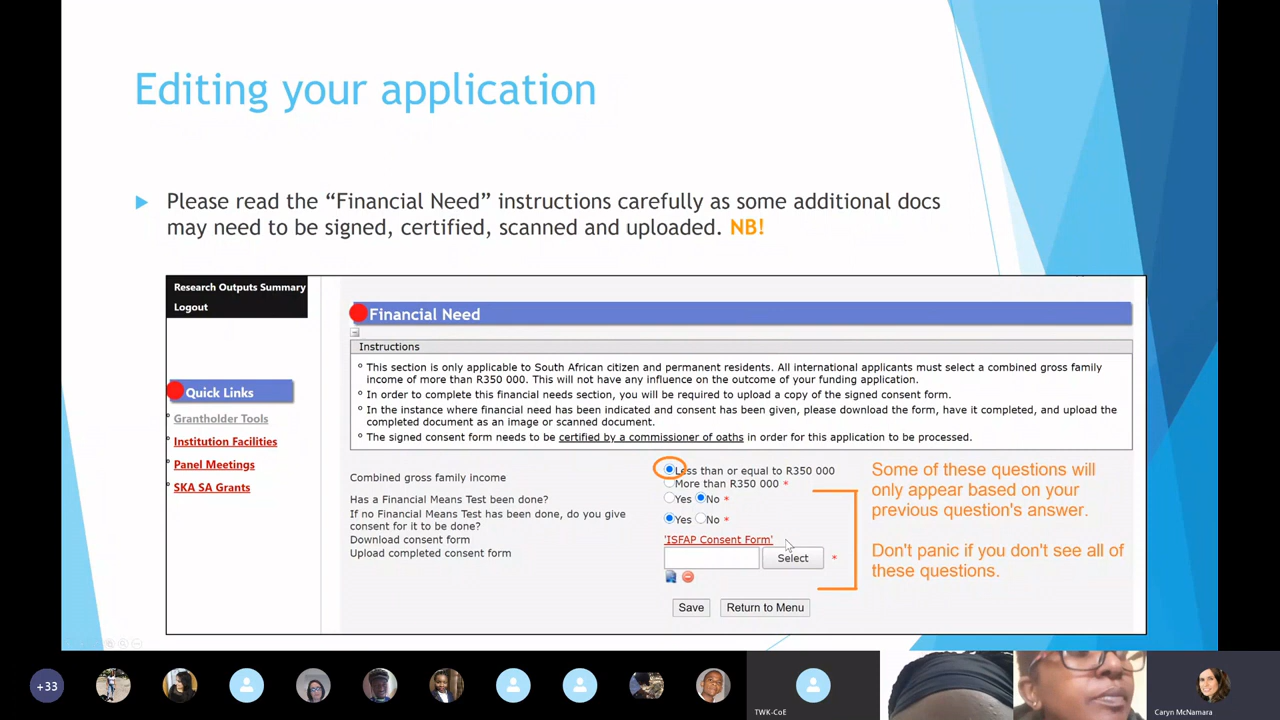 Editing your application
Please read the “Financial Need” instructions carefully as some additional docs
may need to be signed, certified, scanned and uploaded. NB!
Research Outputs Summary
Logout
Quick Links
Grantholder Tools
Institution Facilities
Panel Meetings
SKA SA Grants
Financial Need
Instructions
This section is only applicable to South African citizen and permanent residents. All international applicants must select a combined gross family
income of more than R350 000. This will not have any influence on the outcome of your funding application.
In order to complete this financial needs section, you will be required to upload a copy of the signed consent form.
In the instance where financial need has been indicated and consent has been given, please download the form, have it completed, and upload the
completed document as an image or scanned document.
The signed consent form needs to be certified by a commissioner of oaths in order for this application to be processed.
Combined gross family income
Less than or equal to R350 000
More than R350 000 *
Has a Financial Means Test been done?
Yes No *
If no Financial Means Test has been done, do you give
consent for it to be done?
Yes No *
Download consent form
'ISFAP Consent Form'
Upload completed consent form
Select *
Save Return to Menu
Some of these questions will
only appear based on your
previous question's answer.
Don't panic if you don't see all of
these questions.
+33
TWK-CoE
Caryn McNamara